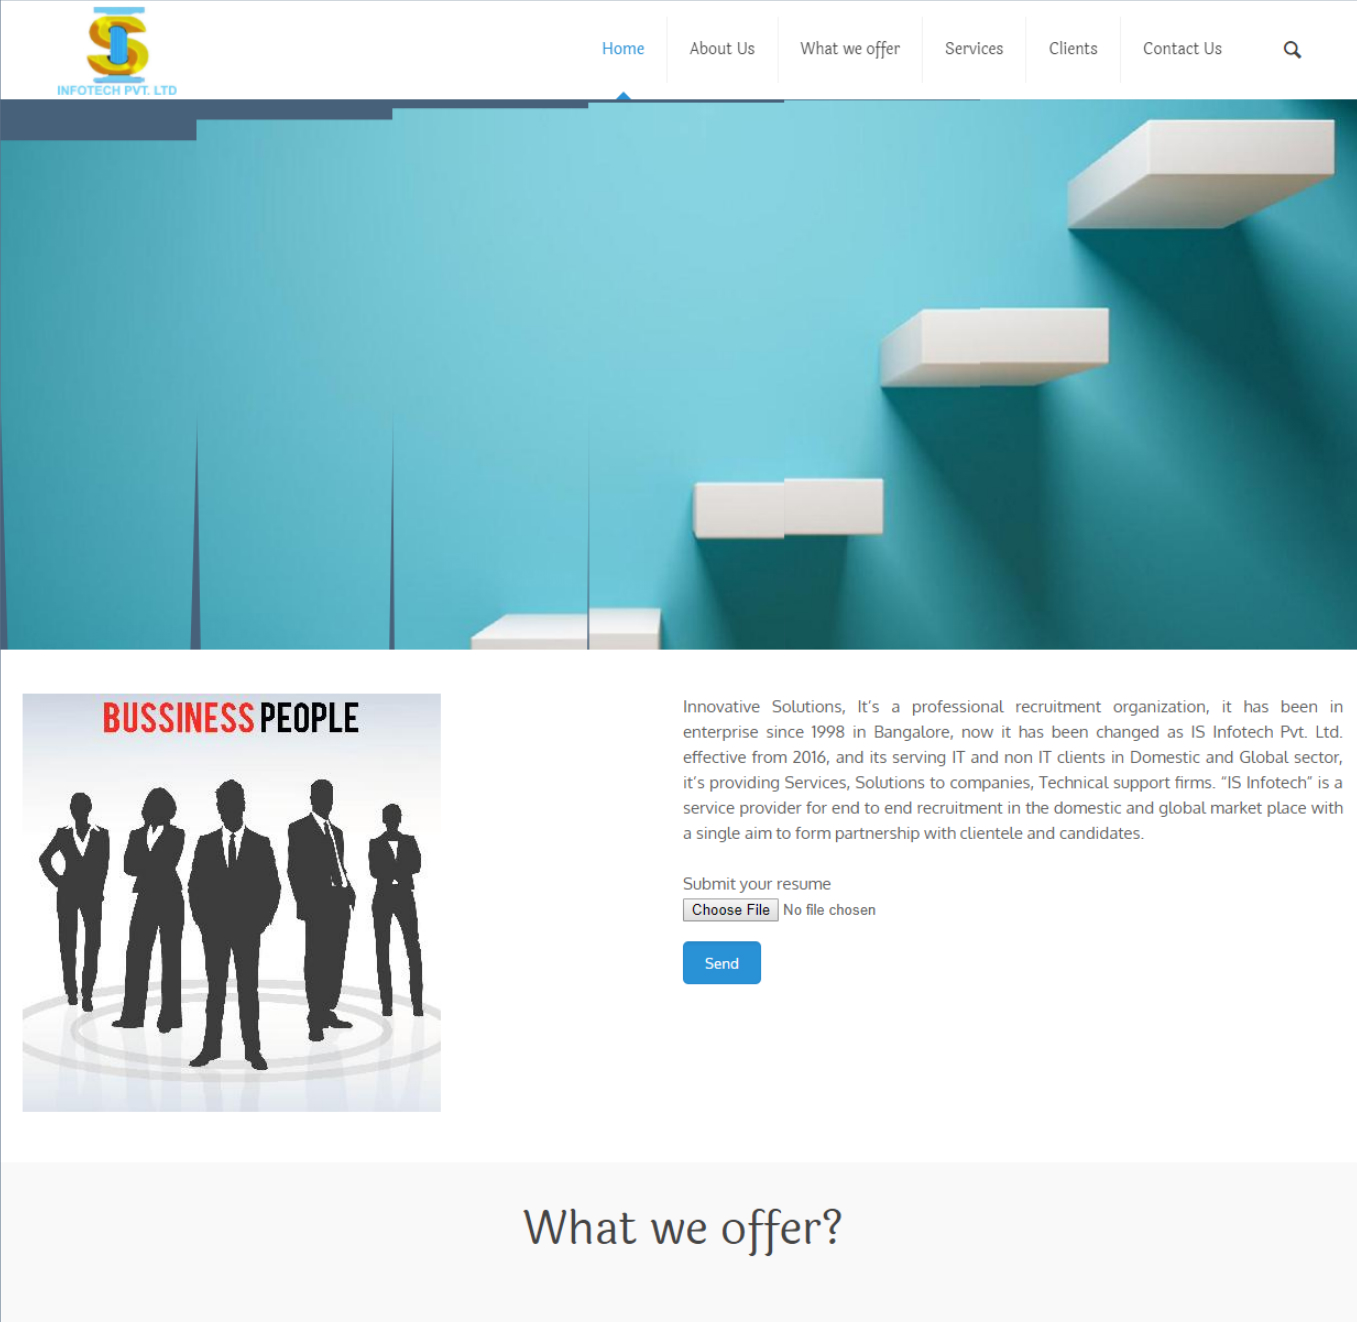 IS
INFOTECH PVT. LTD
Home
About Us
What we offer
Services
Clients
Contact Us
BUSSINESS PEOPLE
Innovative Solutions, It’s a professional recruitment organization, it has been in
enterprise since 1998 in Bangalore, now it has been changed as IS Infotech Pvt. Ltd.
effective from 2016, and its serving IT and non IT clients in Domestic and Global sector,
it’s providing Services, Solutions to companies, Technical support firms. “IS Infotech” is a
service provider for end to end recruitment in the domestic and global market place with
a single aim to form partnership with clientele and candidates.
Submit your resume
Choose File No file chosen
Send
What we offer?